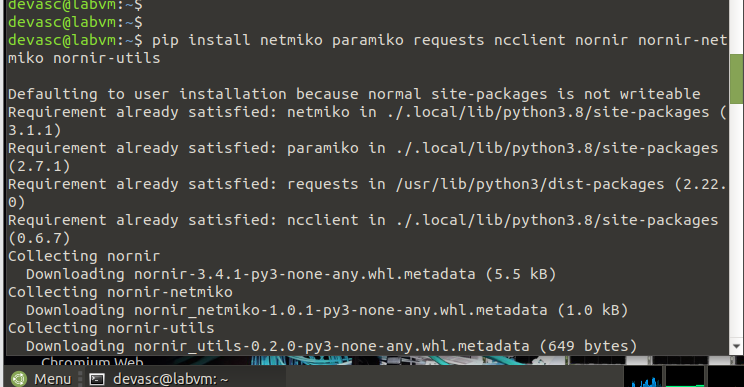 devasc@labvm:~$
devasc@labvm:~$
devasc@labvm:~$ pip install netmiko paramiko requests ncclient nornir nornir-net
miko nornir-utils
Defaulting to user installation because normal site-packages is not writeable
Requirement already satisfied: netmiko in ./.local/lib/python3.8/site-packages (
3.1.1)
Requirement already satisfied: paramiko in ./.local/lib/python3.8/site-packages
(2.7.1)
Requirement already satisfied: requests in /usr/lib/python3/dist-packages (2.22.
0)
Requirement already satisfied: ncclient in ./.local/lib/python3.8/site-packages
(0.6.7)
Collecting nornir
  Downloading nornir-3.4.1-py3-none-any.whl.metadata (5.5 kB)
Collecting nornir-netmiko
  Downloading nornir_netmiko-1.0.1-py3-none-any.whl.metadata (1.0 kB)
Collecting nornir-utils
  Downloading nornir_utils-0.2.0-py3-none-any.whl.metadata (649 bytes)
Chromium Web
Menu devasc@labvm: ~